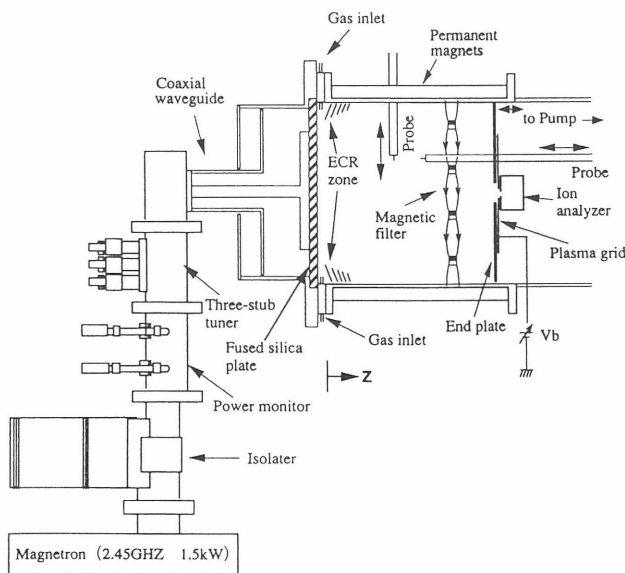 Gas inlet
Permanent
magnets
Coaxial
waveguide
to Pump
Probe
ECR
zone
Probe
Ion
analyzer
Magnetic
filter
Plasma grid
Three-stub
tuner
End plate
Fused silica
plate
Gas inlet
Vb
Z
Power monitor
Isolater
Magnetron (2.45GHZ 1.5kW)